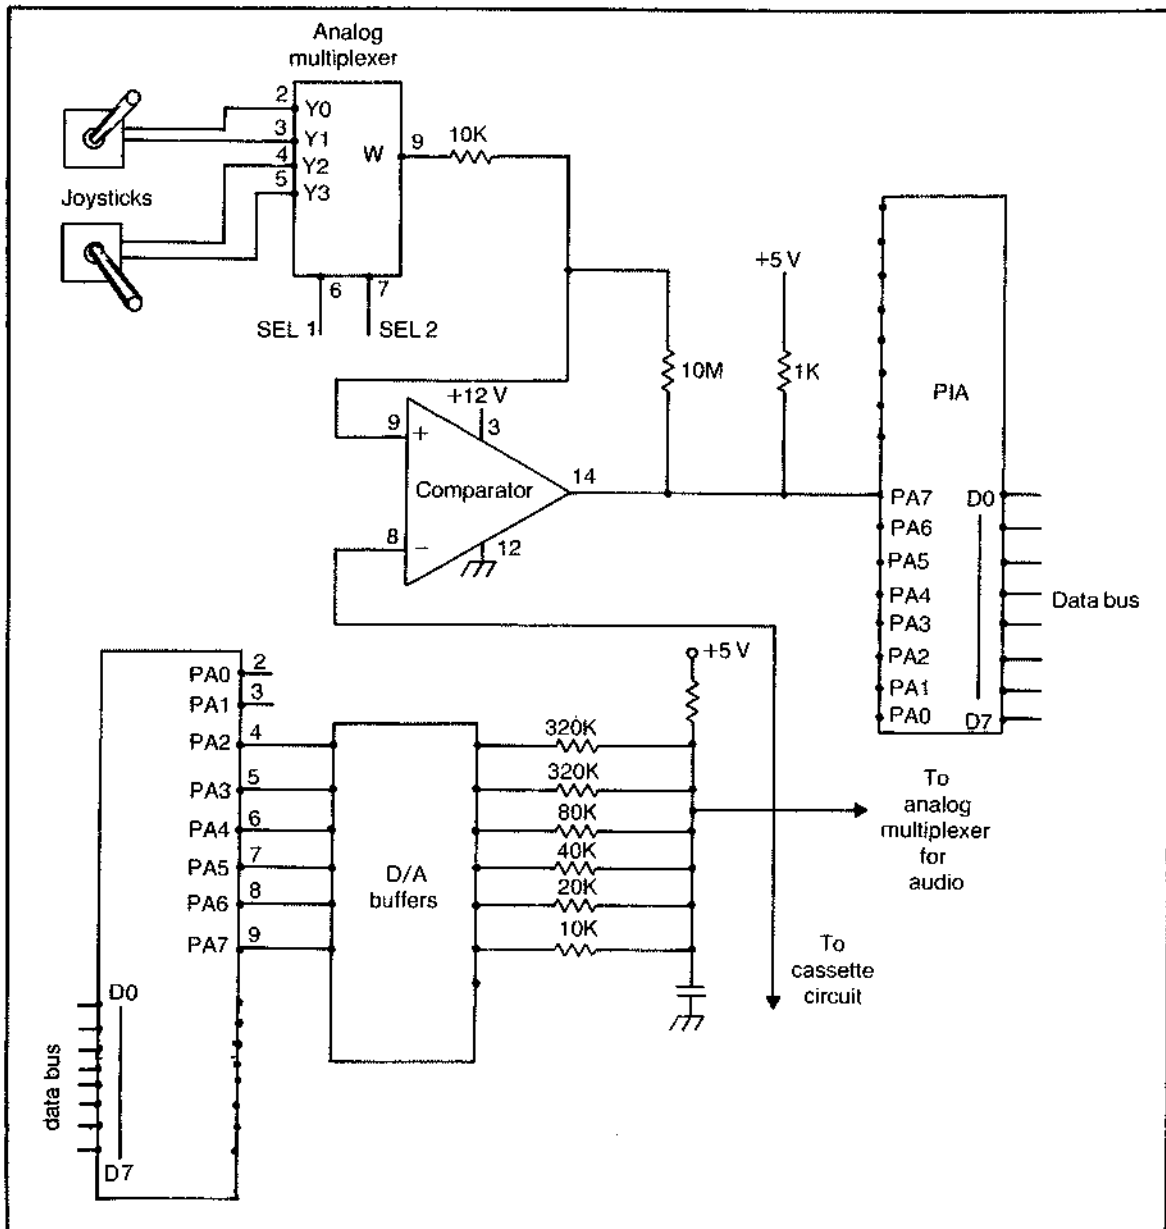 Analog
multiplexer
2
Y0
3
Y1
4
Y2
5
Y3
W
9
10K
Joysticks
6
7
SEL 1
SEL 2
+5 V
10M
1K
PIA
+12 V
3
9
+
Comparator
14
8
−
12
PA7
PA6
PA5
PA4
PA3
PA2
PA1
PA0
D0
D7
Data bus
PA0
2
PA1
3
PA2
4
PA3
5
PA4
6
PA5
7
PA6
8
PA7
9
D0
D7
data bus
D/A
buffers
+5 V
320K
320K
80K
40K
20K
10K
To
analog
multiplexer
for
audio
To
cassette
circuit